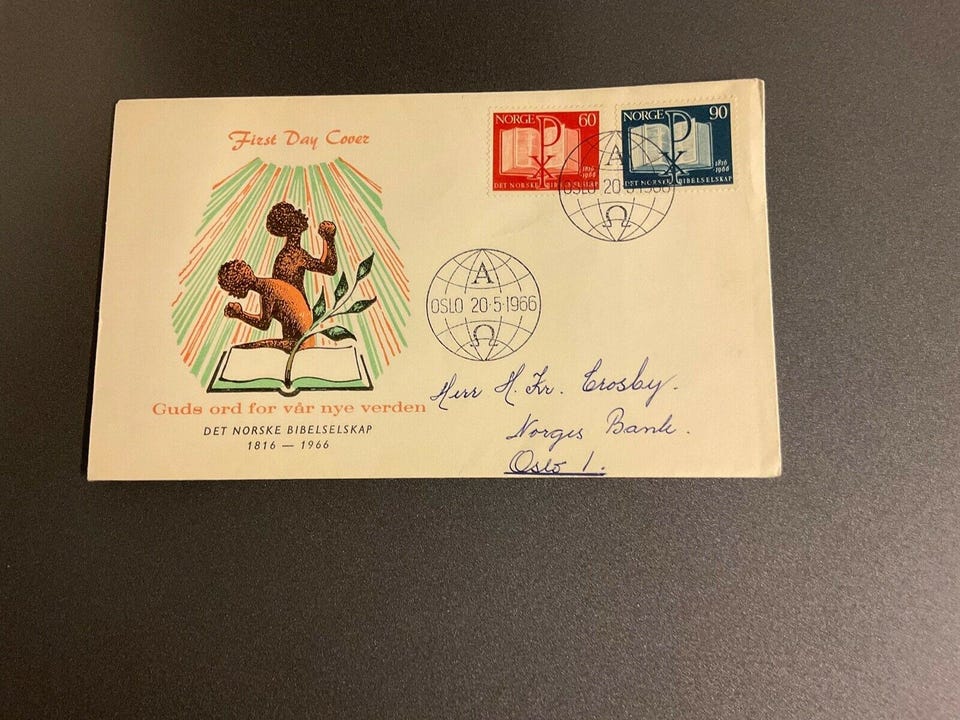 First Day Cover
NORGE 60
1816
1966
DET NORSKE BIBELSELSKAP
NORGE 90
1816
1966
DET NORSKE BIBELSELSKAP
A
OSLO 20·5·1966
Ω
A
OSLO 20·5·1966
Ω
Herr H. Kr. Crosby.
Norges Bank.
Oslo 1.
Guds ord for vår nye verden
DET NORSKE BIBELSELSKAP
1816 — 1966